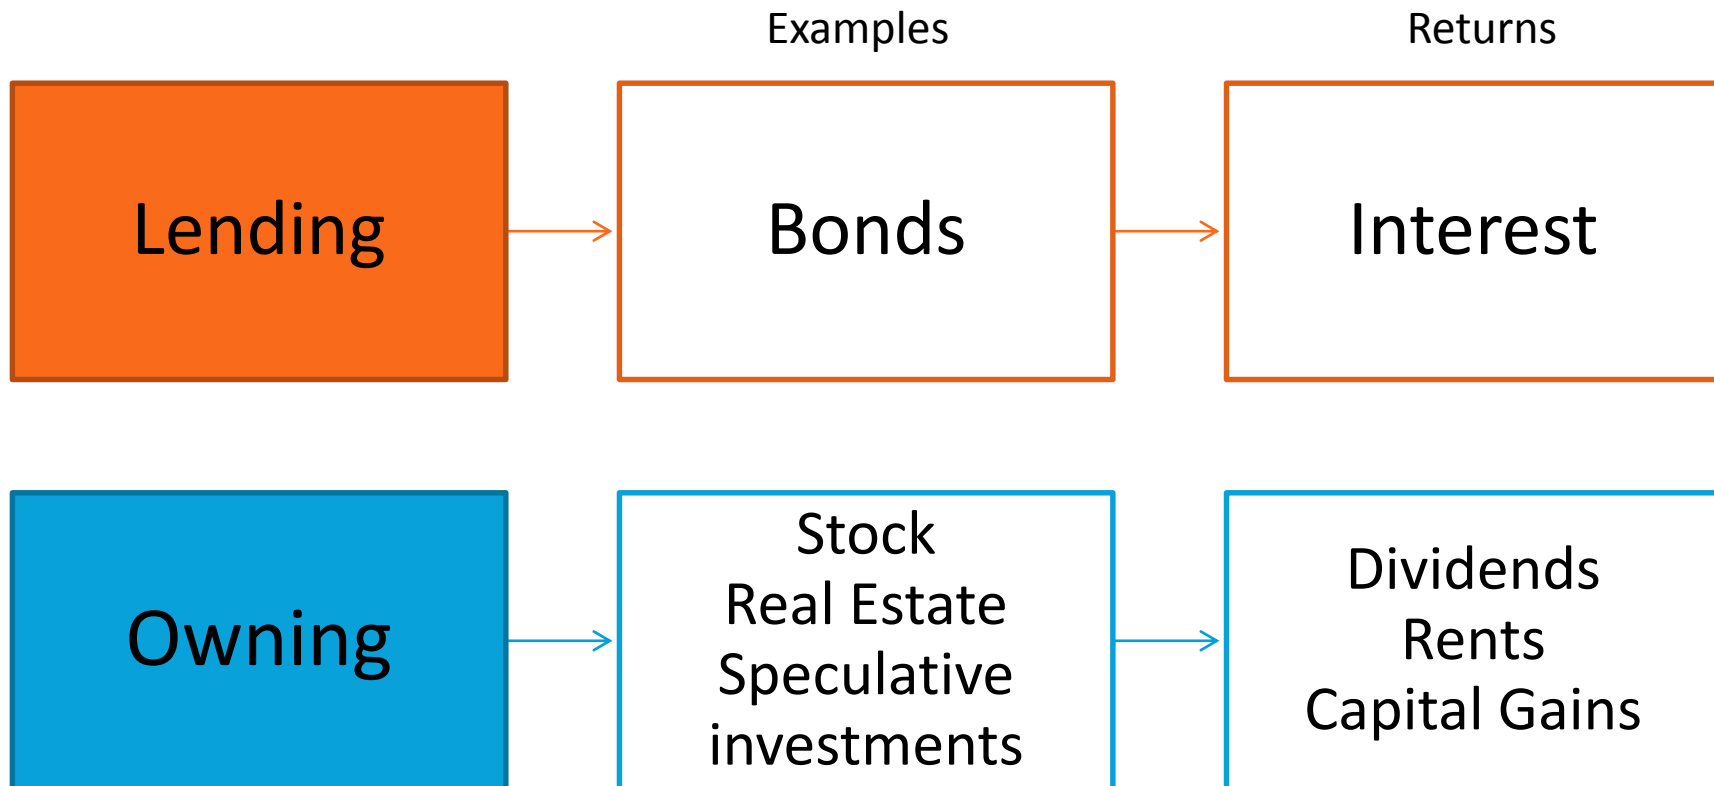 Examples
Returns
Lending
Bonds
Interest
Owning
Stock
Real Estate
Speculative
investments
Dividends
Rents
Capital Gains